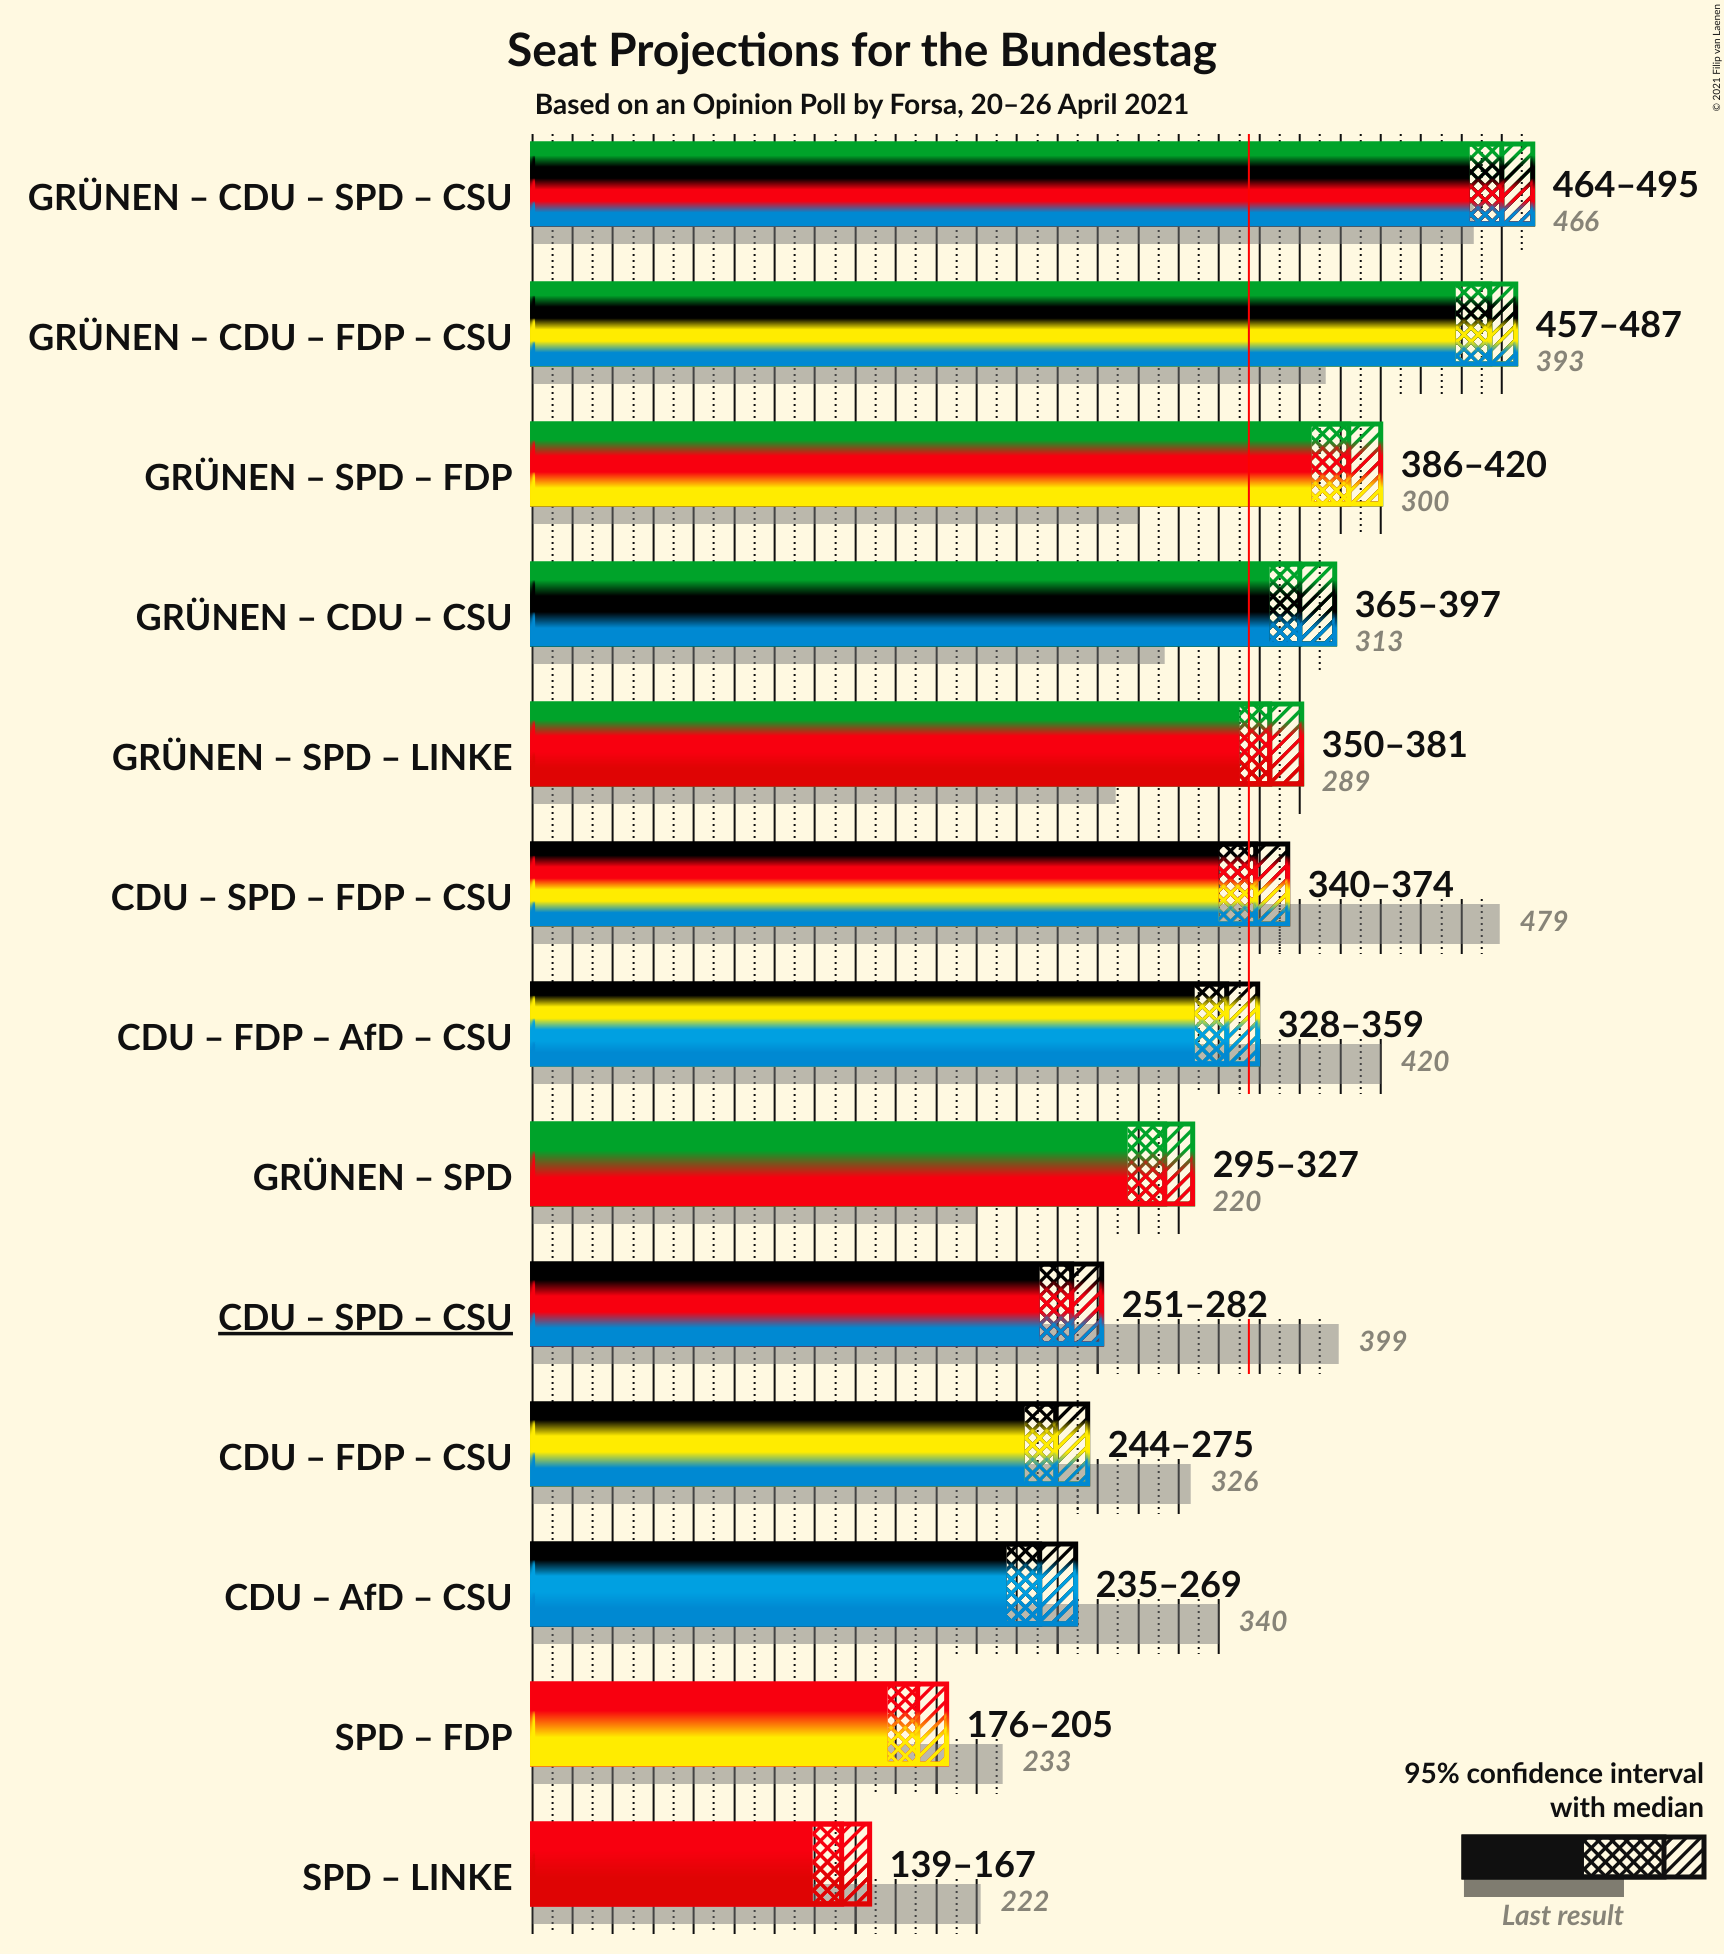 Seat Projections for the Bundestag
Based on an Opinion Poll by Forsa, 20–26 April 2021
© 2021 Filip van Laenen
GRÜNEN – CDU – SPD – CSU
464–495
466
GRÜNEN – CDU – FDP – CSU
457–487
393
GRÜNEN – SPD – FDP
386–420
300
GRÜNEN – CDU – CSU
365–397
313
GRÜNEN – SPD – LINKE
350–381
289
CDU – SPD – FDP – CSU
340–374
479
CDU – FDP – AfD – CSU
328–359
420
GRÜNEN – SPD
295–327
220
CDU – SPD – CSU
251–282
399
CDU – FDP – CSU
244–275
326
CDU – AfD – CSU
235–269
340
SPD – FDP
176–205
233
SPD – LINKE
139–167
222
95% confidence interval
with median
Last result